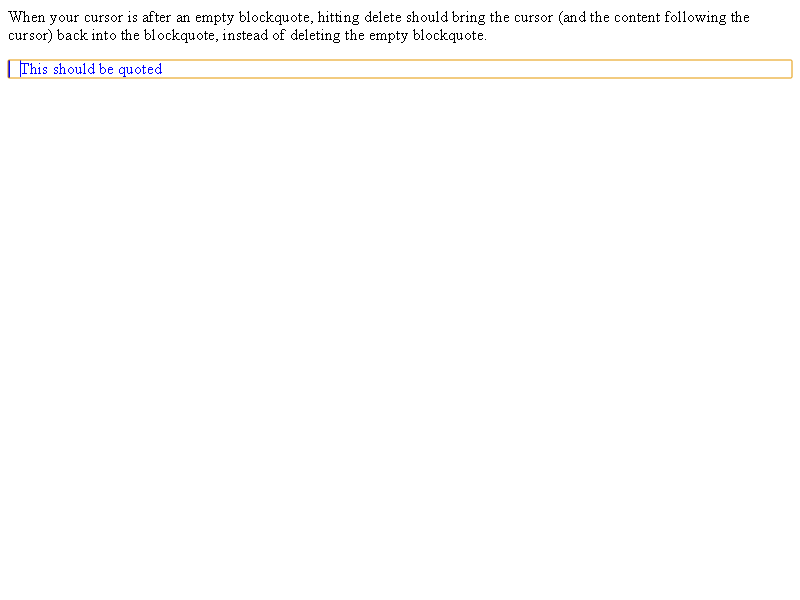 When your cursor is after an empty blockquote, hitting delete should bring the cursor (and the content following the
cursor) back into the blockquote, instead of deleting the empty blockquote.
This should be quoted